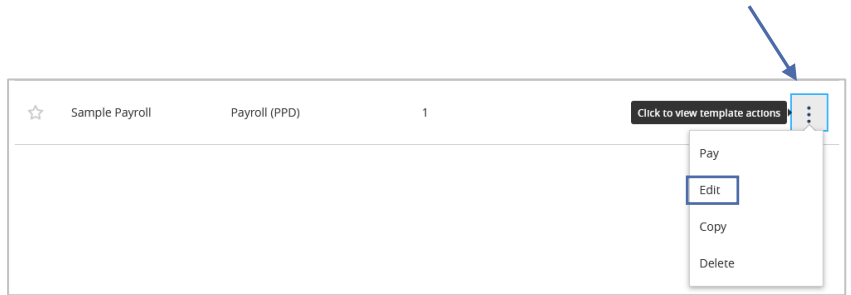 Sample Payroll Payroll (PPD) 1 Click to view template actions
Pay
Edit
Copy
Delete